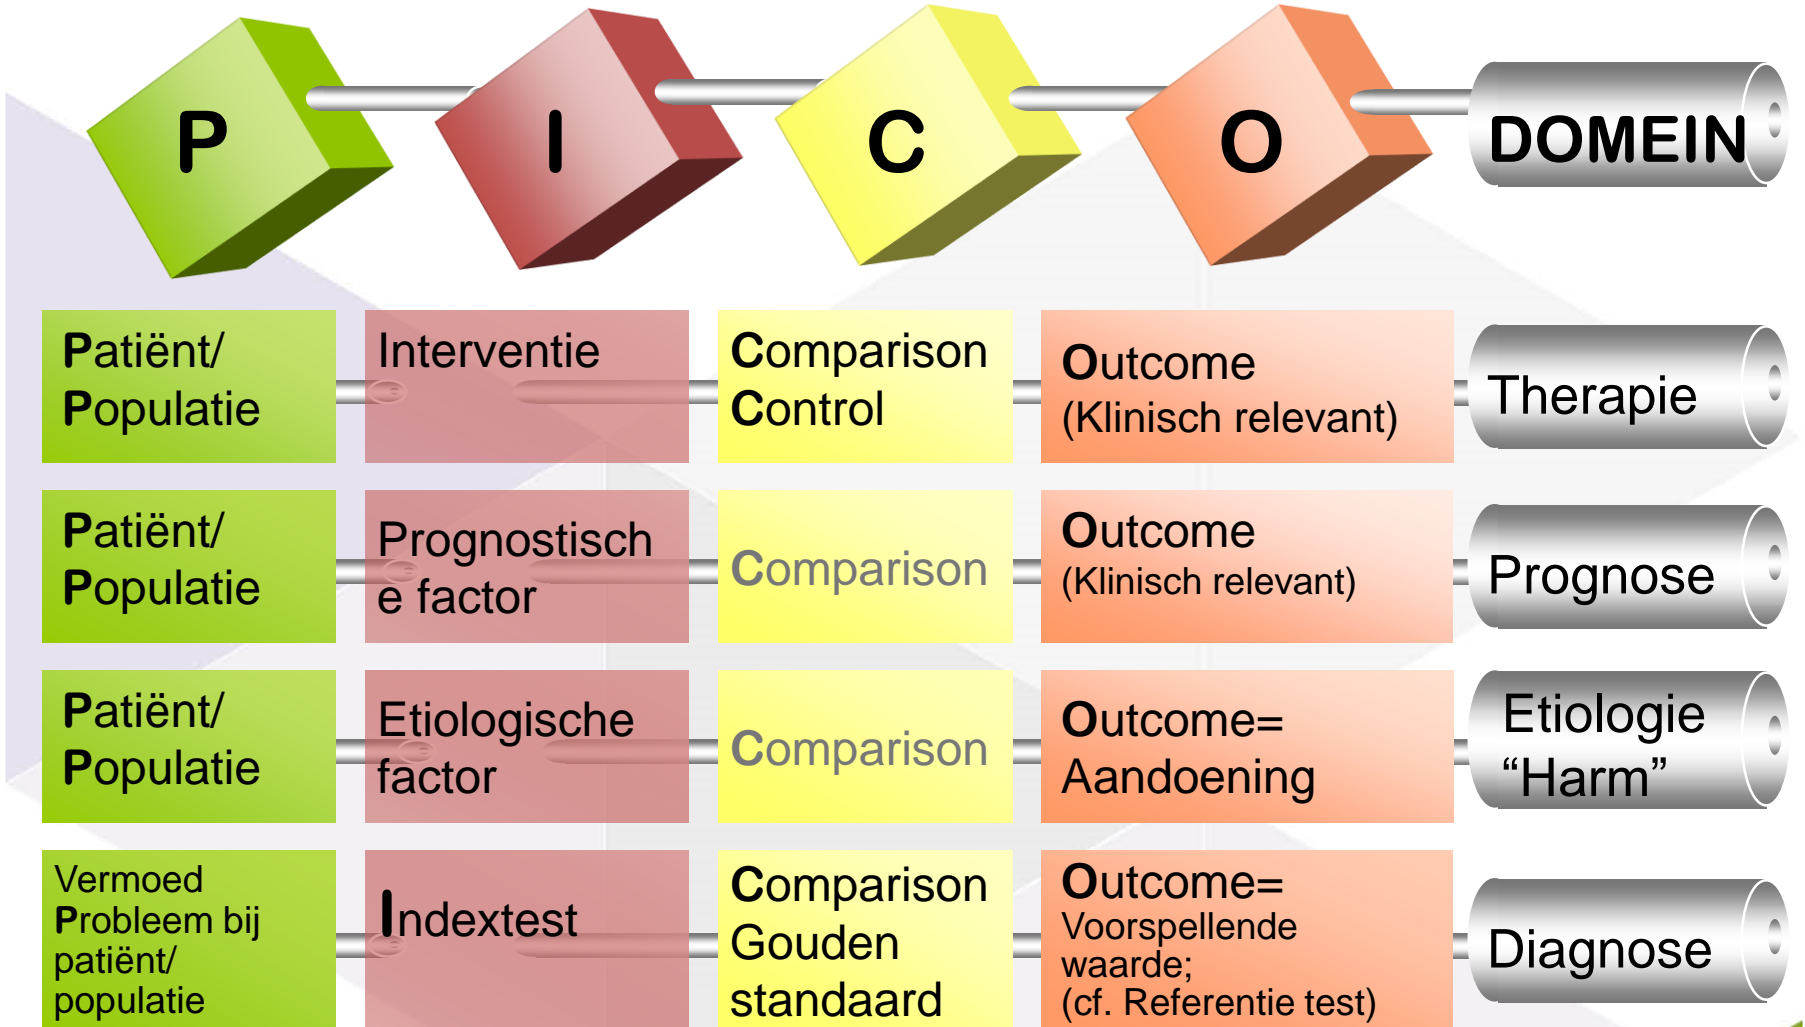 P I C O DOMEIN
Patiënt/
Populatie
Interventie
Comparison
Control
Outcome
(Klinisch relevant)
Therapie
Patiënt/
Populatie
Prognostisch
e factor
Comparison
Outcome
(Klinisch relevant)
Prognose
Patiënt/
Populatie
Etiologische
factor
Comparison
Outcome=
Aandoening
Etiologie
“Harm”
Vermoed
Probleem bij
patiënt/
populatie
Indextest
Comparison
Gouden
standaard
Outcome=
Voorspellende
waarde;
(cf. Referentie test)
Diagnose